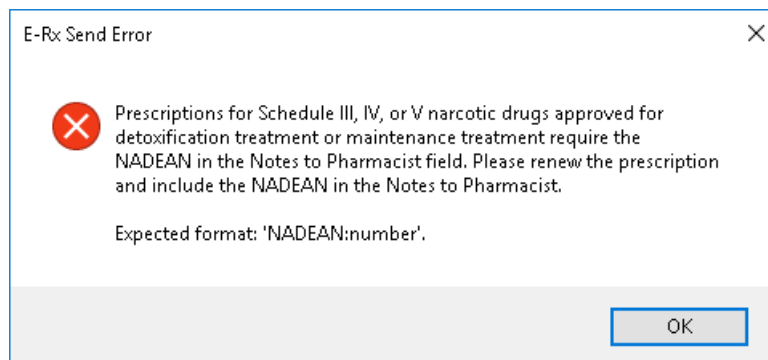 E-Rx Send Error
Prescriptions for Schedule III, IV, or V narcotic drugs approved for
detoxification treatment or maintenance treatment require the
NADEAN in the Notes to Pharmacist field. Please renew the prescription
and include the NADEAN in the Notes to Pharmacist.
Expected format: 'NADEAN:number'.
OK